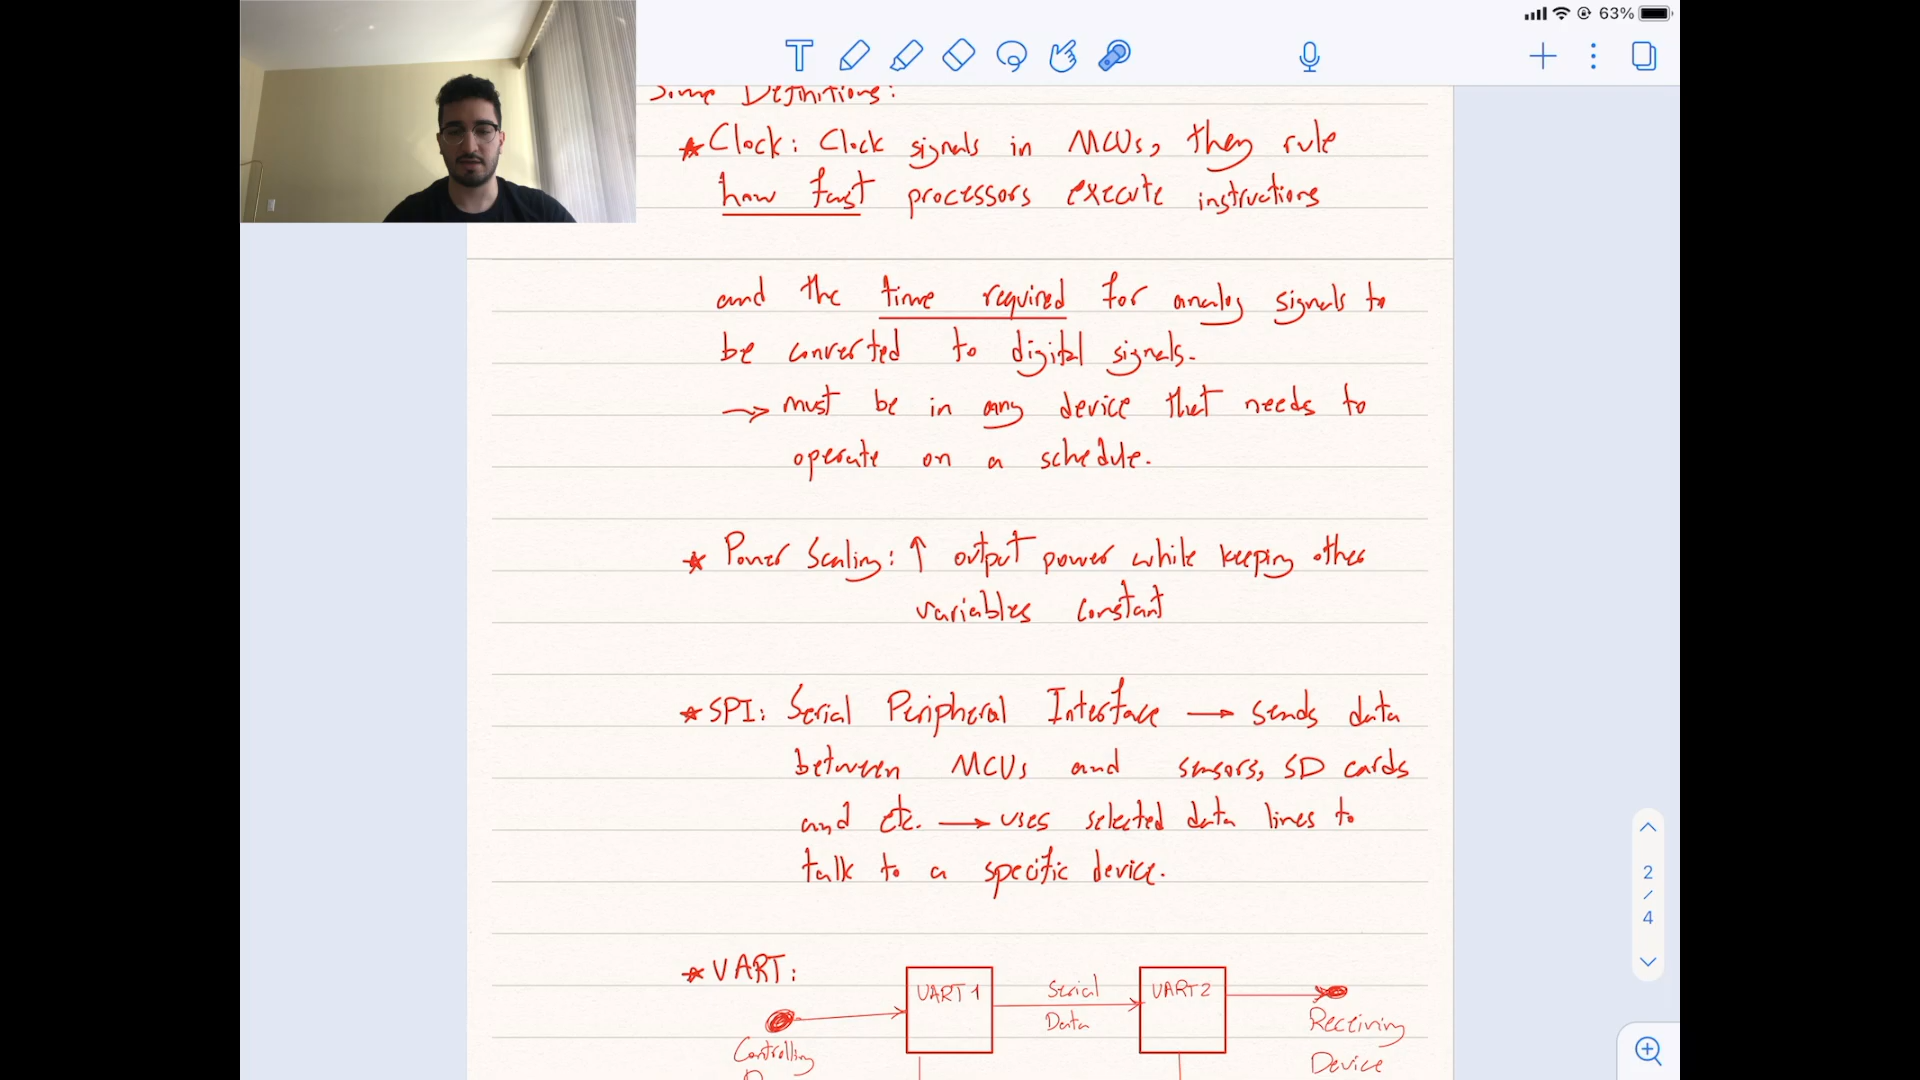 63%
Some Definitions:
* Clock: Clock signals in MCUs, they rule
how fast processors execute instructions
and the time required for analog signals to
be converted to digital signals.
→ must be in any device that needs to
operate on a schedule.
* Power Scaling: ↑ output power while keeping other
variables constant
* SPI: Serial Peripheral Interface → sends data
between MCUs and sensors, SD cards
and etc. → uses selected data lines to
talk to a specific device.
* UART:
UART 1
Serial
Data
UART 2
Controlling
Receiving
Device
2
/
4